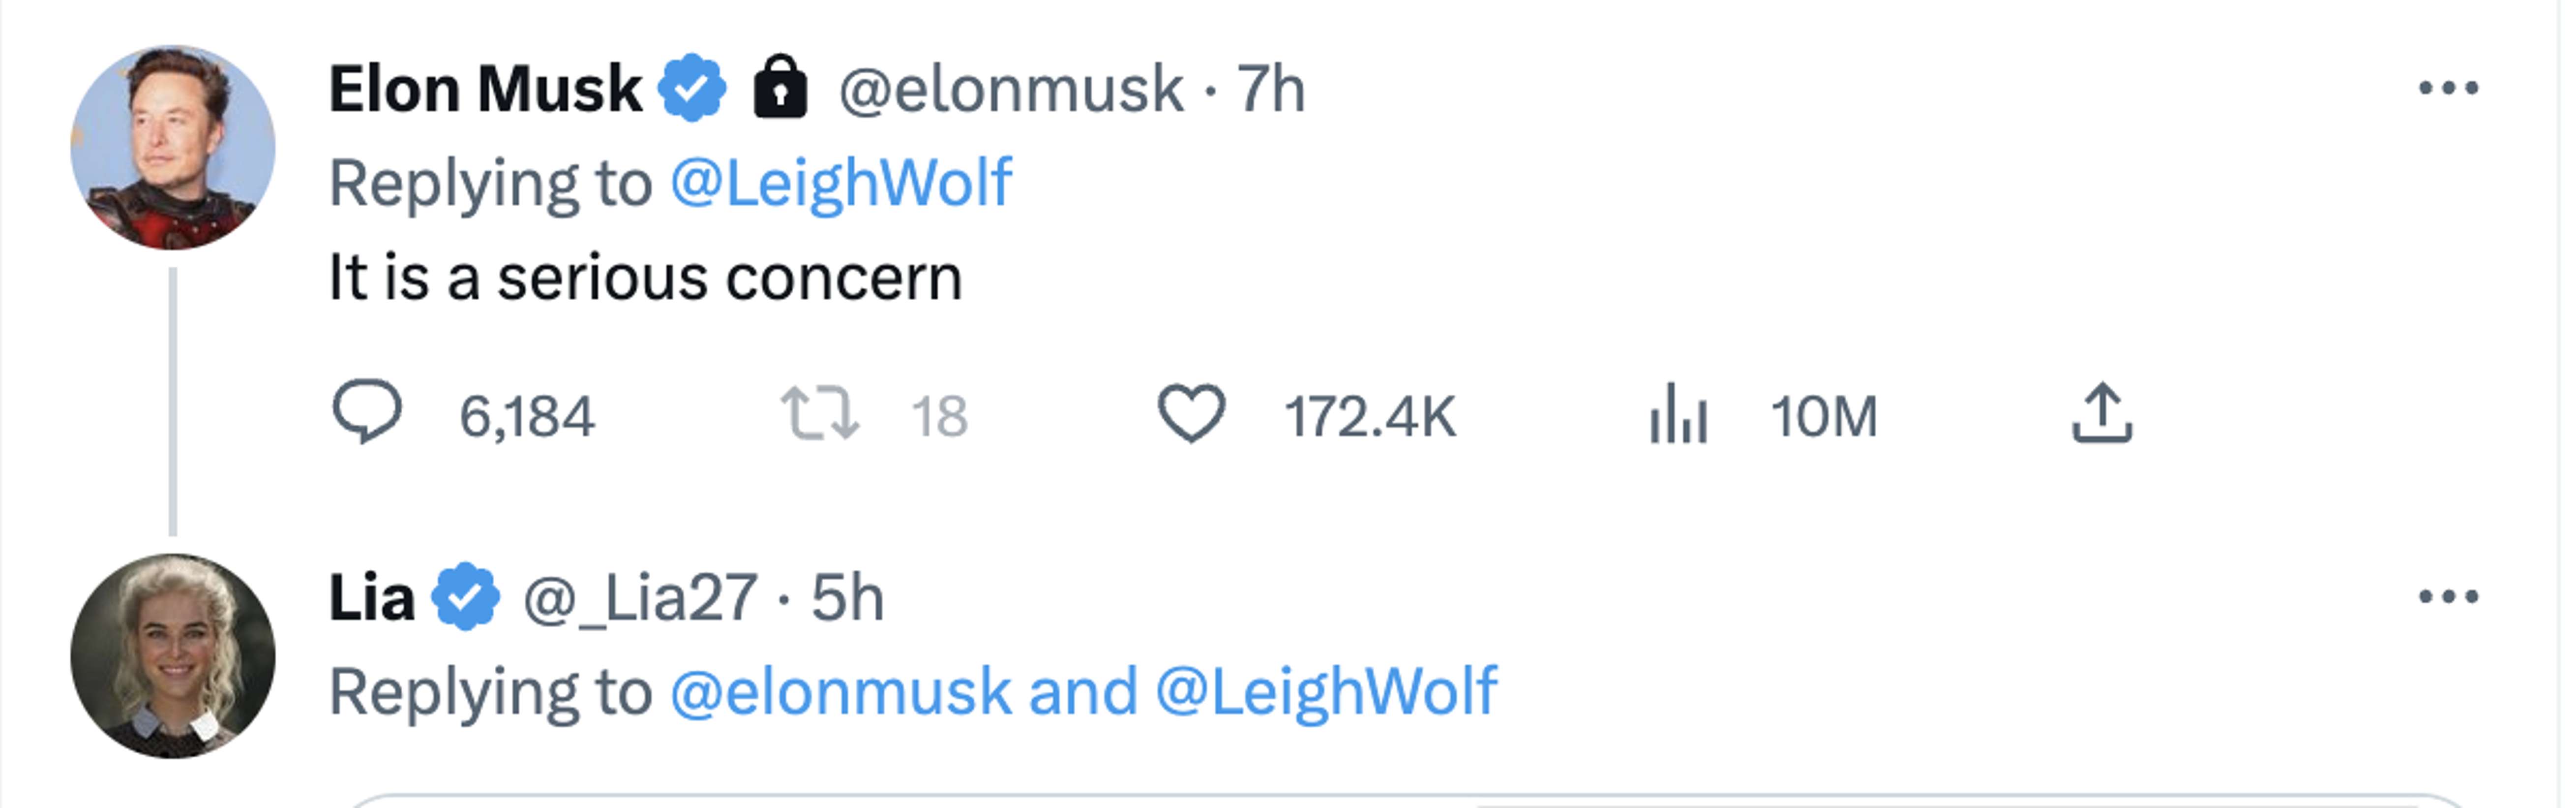 Elon Musk @elonmusk · 7h
Replying to @LeighWolf
It is a serious concern
6,184 18 172.4K 10M
Lia @_Lia27 · 5h
Replying to @elonmusk and @LeighWolf